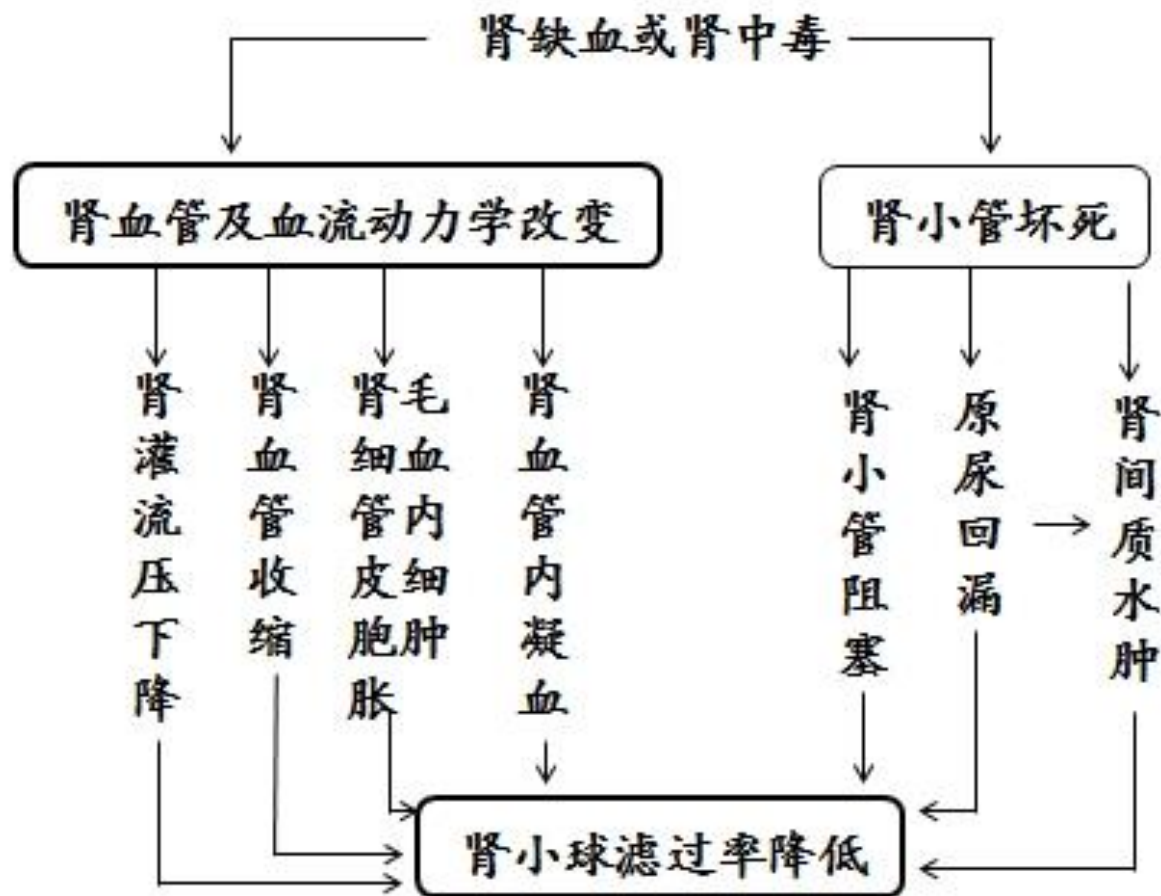 肾缺血或肾中毒
肾血管及血流动力学改变
肾小管坏死
肾灌流压下降
肾血管收缩
肾毛细血管内皮细胞肿胀
肾血管内凝血
肾小管阻塞
原尿回漏
肾间质水肿
肾小球滤过率降低